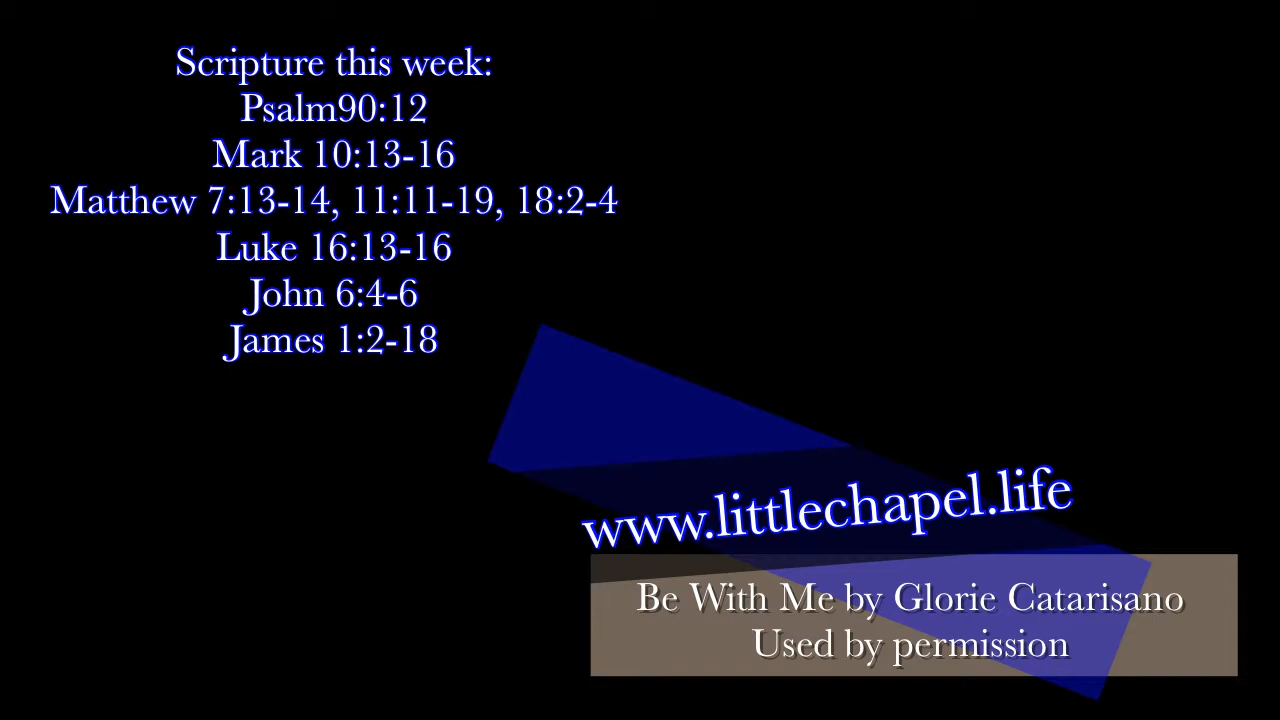 Scripture this week:
Psalm90:12
Mark 10:13-16
Matthew 7:13-14, 11:11-19, 18:2-4
Luke 16:13-16
John 6:4-6
James 1:2-18
www.littlechapel.life
Be With Me by Glorie Catarisano
Used by permission